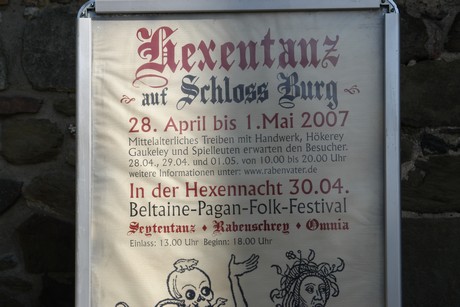 Hexentanz
auf Schloss Burg
28. April bis 1. Mai 2007
Mittelalterliches Treiben mit Handwerk, Hökerey
Gaukeley und Spielleuten erwarten den Besucher.
28.04., 29.04. und 01.05. von 10.00 bis 20.00 Uhr
weitere Informationen unter: www.rabenvater.de
In der Hexennacht 30.04.
Beltaine-Pagan-Folk-Festival
Seytentanz ♦ Rabenschrey ♦ Omnia
Einlass: 13.00 Uhr Beginn: 18.00 Uhr